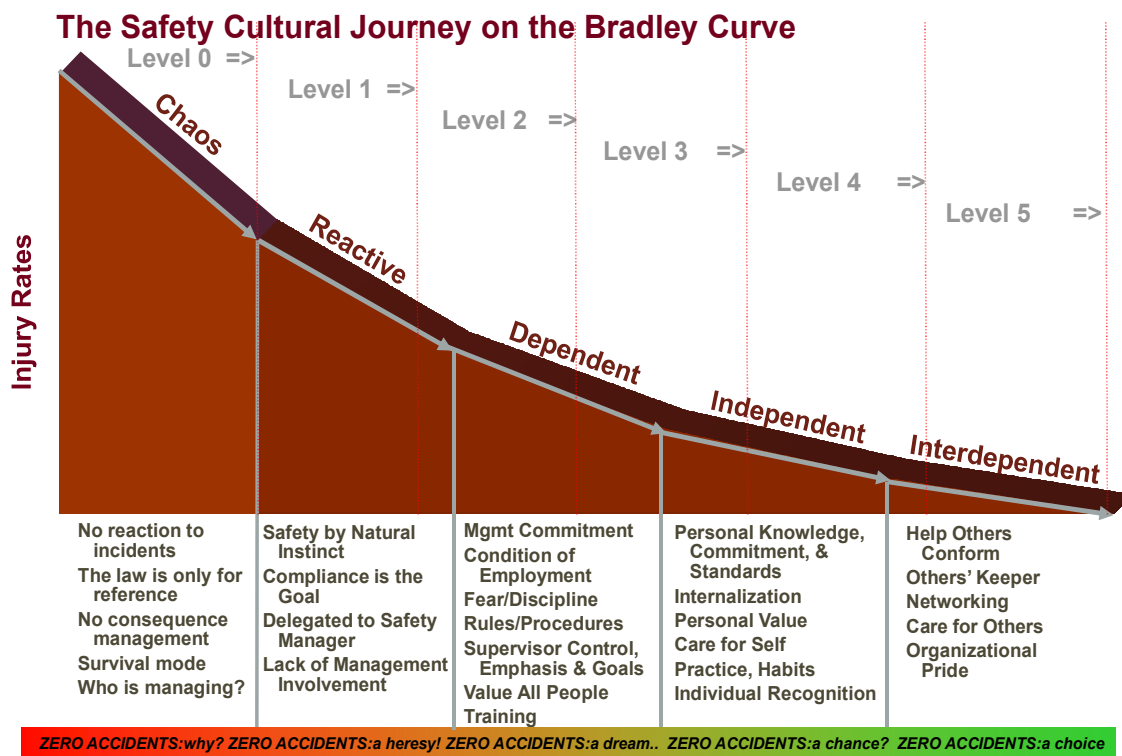 The Safety Cultural Journey on the Bradley Curve
Level 0 =>
Level 1 =>
Level 2 =>
Level 3 =>
Level 4 =>
Level 5 =>
Injury Rates
Chaos
Reactive
Dependent
Independent
Interdependent
No reaction to
incidents
The law is only for
reference
No consequence
management
Survival mode
Who is managing?
Safety by Natural
Instinct
Compliance is the
Goal
Delegated to Safety
Manager
Lack of Management
Involvement
Mgmt Commitment
Condition of
Employment
Fear/Discipline
Rules/Procedures
Supervisor Control,
Emphasis & Goals
Value All People
Training
Personal Knowledge,
Commitment, &
Standards
Internalization
Personal Value
Care for Self
Practice, Habits
Individual Recognition
Help Others
Conform
Others’ Keeper
Networking
Care for Others
Organizational
Pride
ZERO ACCIDENTS:why? ZERO ACCIDENTS:a heresy! ZERO ACCIDENTS:a dream.. ZERO ACCIDENTS:a chance? ZERO ACCIDENTS:a choice